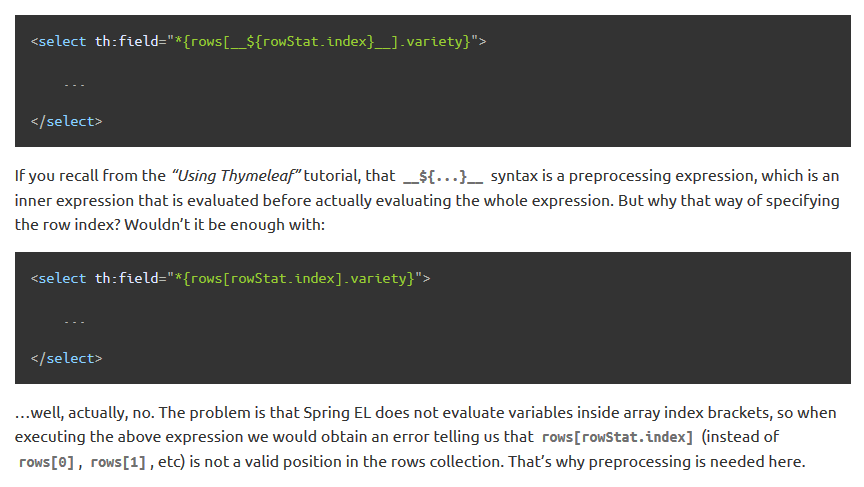 <select th:field="*{rows[__${rowStat.index}__].variety}">
...
</select>
If you recall from the “Using Thymeleaf” tutorial, that __${...}__ syntax is a preprocessing expression, which is an
inner expression that is evaluated before actually evaluating the whole expression. But why that way of specifying
the row index? Wouldn’t it be enough with:
<select th:field="*{rows[rowStat.index].variety}">
...
</select>
…well, actually, no. The problem is that Spring EL does not evaluate variables inside array index brackets, so when
executing the above expression we would obtain an error telling us that rows[rowStat.index] (instead of
rows[0], rows[1], etc) is not a valid position in the rows collection. That’s why preprocessing is needed here.